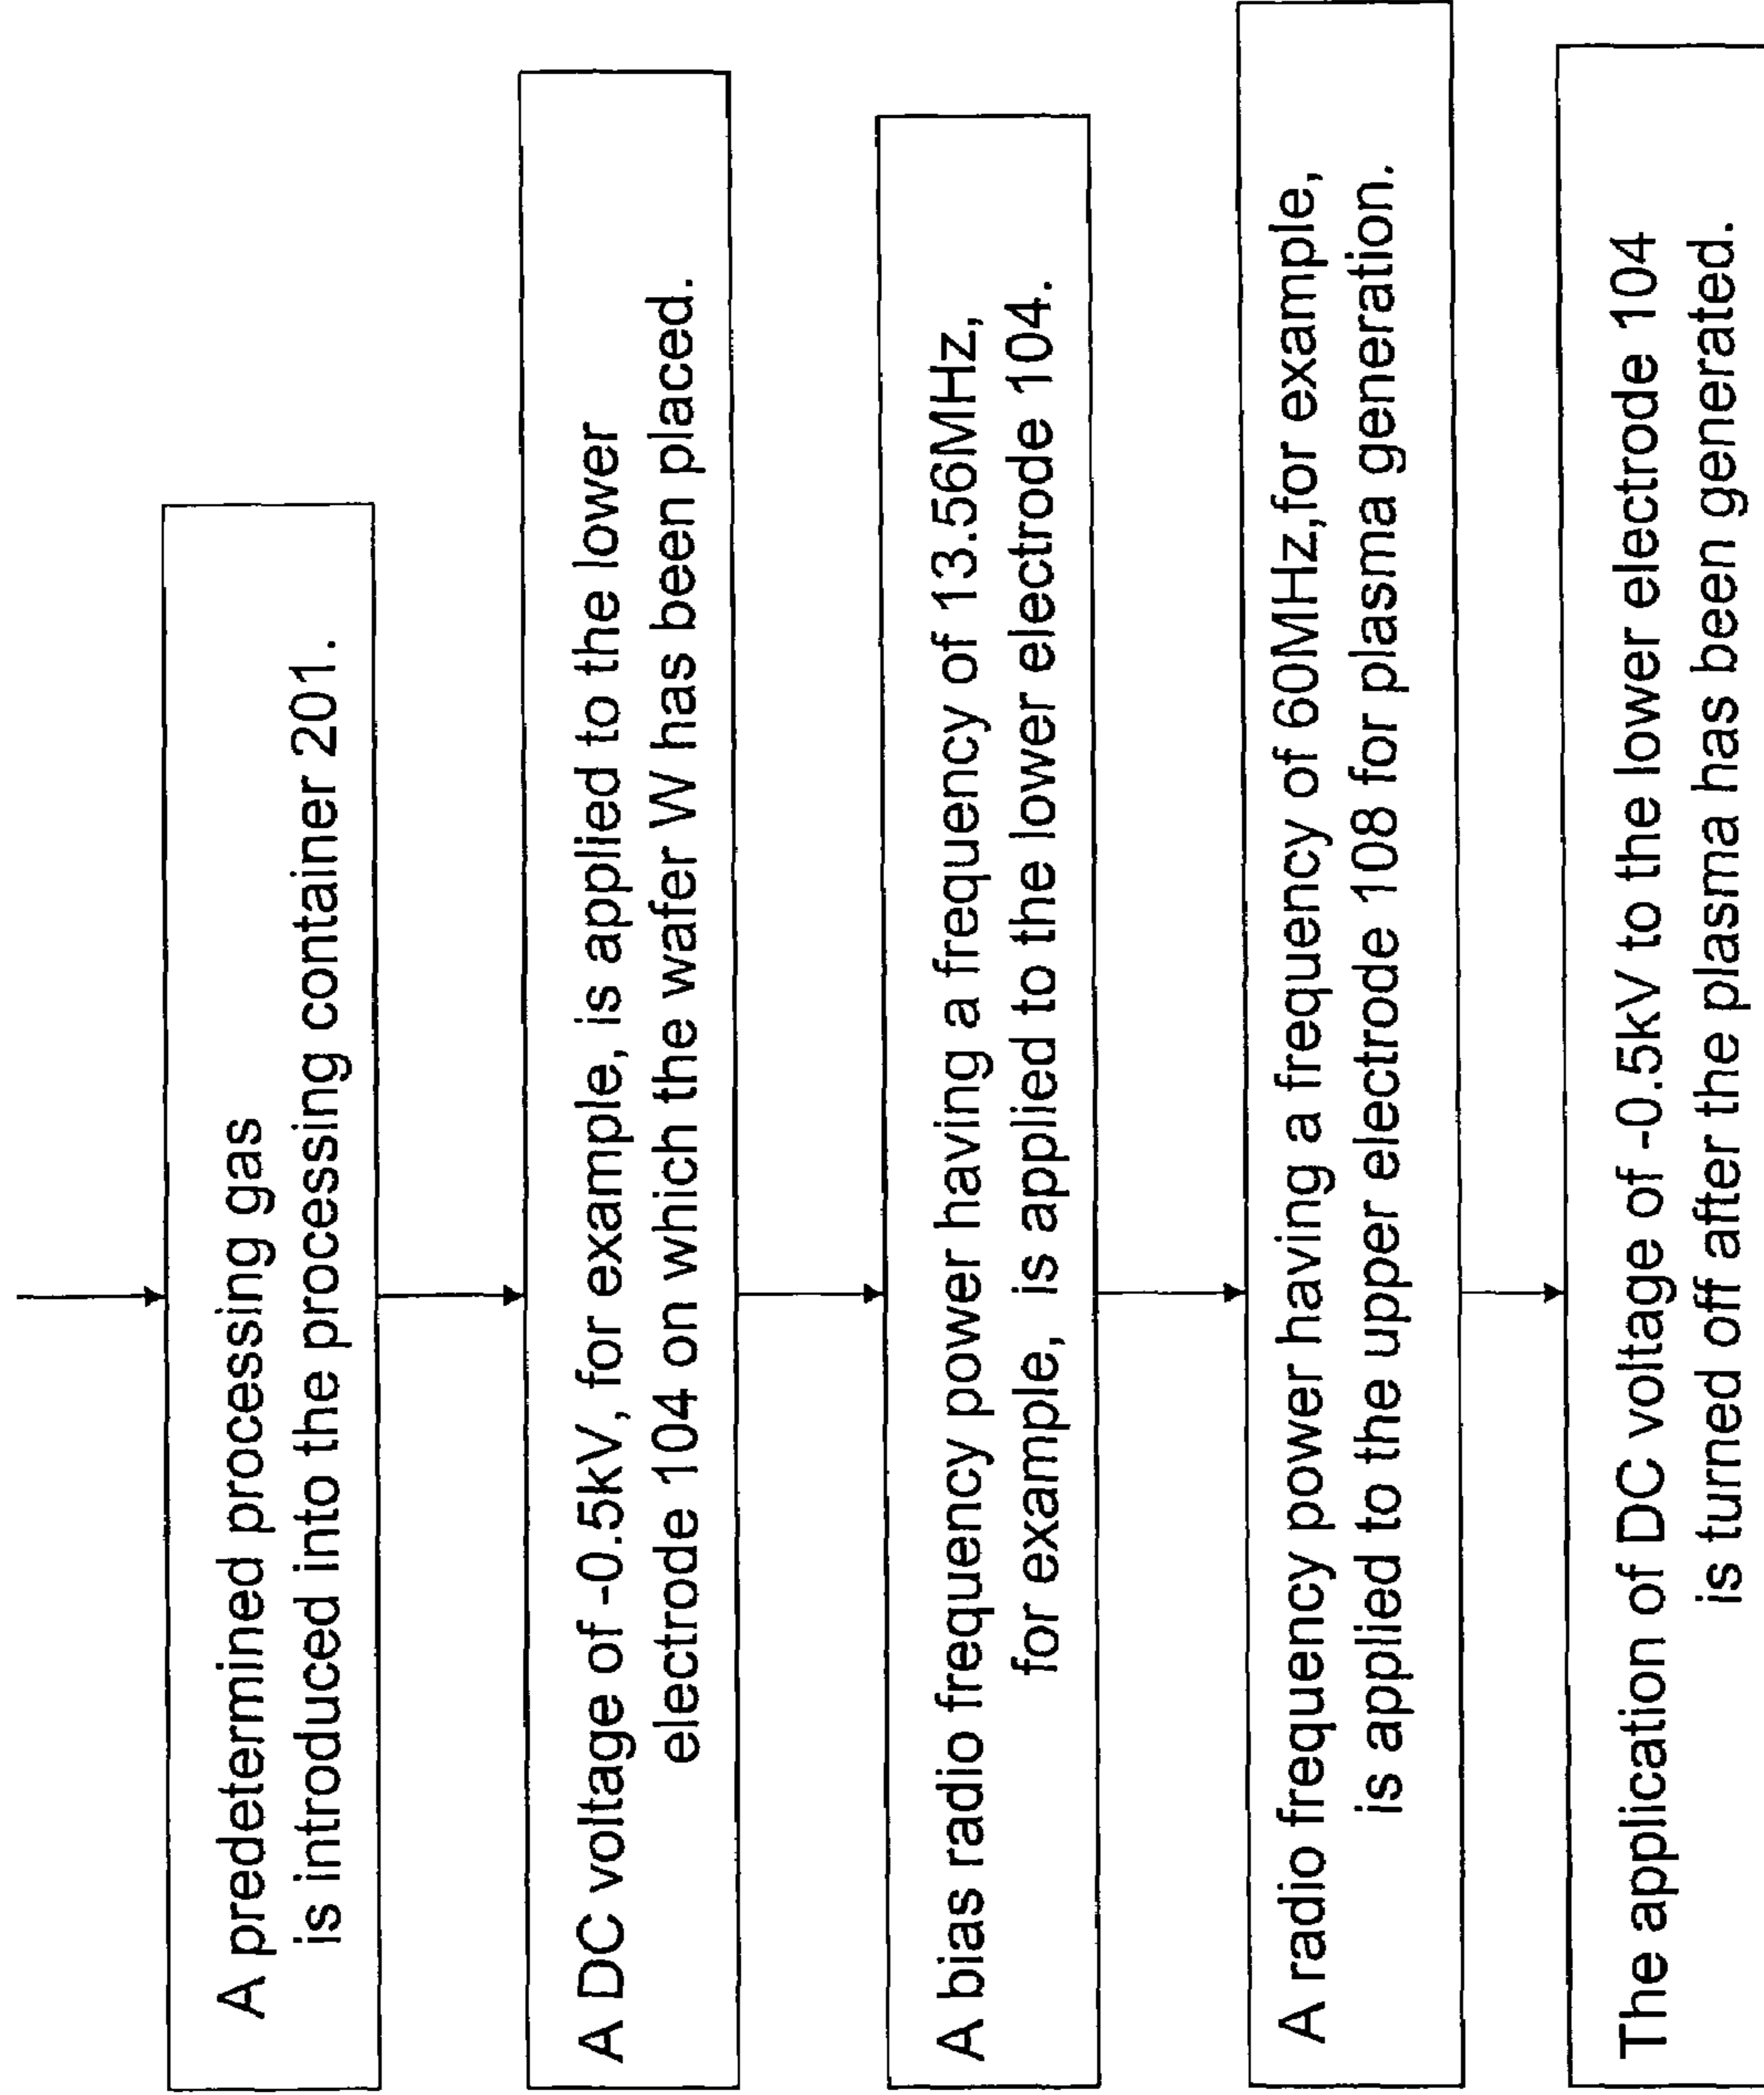 A predetermined processing gas
is introduced into the processing container 201.
A DC voltage of -0.5kV, for example, is applied to the lower
electrode 104 on which the wafer W has been placed.
A bias radio frequency power having a frequency of 13.56MHz,
for example, is applied to the lower electrode 104.
A radio frequency power having a frequency of 60MHz,for example,
is applied to the upper electrode 108 for plasma generation.
The application of DC voltage of -0.5kV to the lower electrode 104
is turned off after the plasma has been generated.